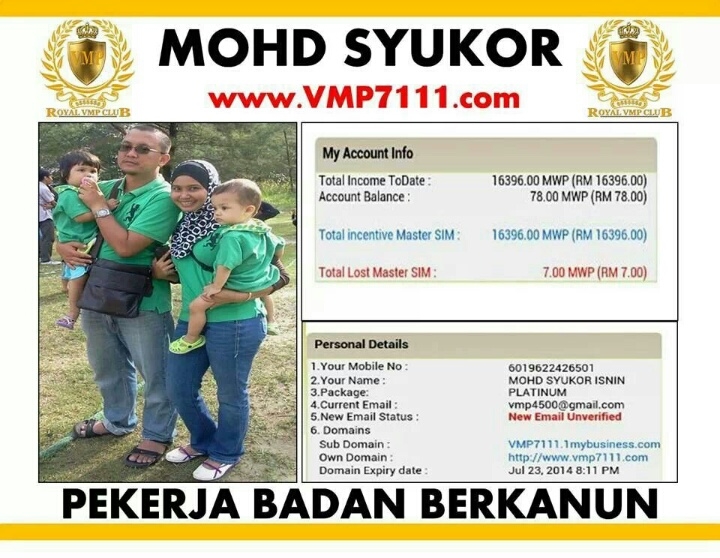 MOHD SYUKOR
www.VMP7111.com
VMP
ROYAL VMP CLUB
VMP
ROYAL VMP CLUB
My Account Info
Total Income ToDate : 16396.00 MWP (RM 16396.00)
Account Balance : 78.00 MWP (RM 78.00)
Total incentive Master SIM : 16396.00 MWP (RM 16396.00)
Total Lost Master SIM : 7.00 MWP (RM 7.00)
Personal Details
1.Your Mobile No : 6019622426501
2.Your Name : MOHD SYUKOR ISNIN
3.Package: PLATINUM
4.Current Email : vmp4500@gmail.com
5.New Email Status : New Email Unverified
6. Domains
Sub Domain : VMP7111.1mybusiness.com
Own Domain : http://www.vmp7111.com
Domain Expiry date : Jul 23, 2014 8:11 PM
PEKERJA BADAN BERKANUN